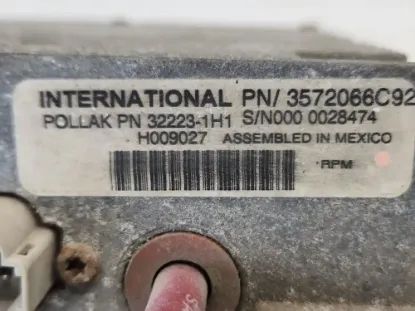 INTERNATIONAL PN/ 3572066C92
POLLAK PN 32223-1H1 S/N000 0028474
H009027 ASSEMBLED IN MEXICO
RPM